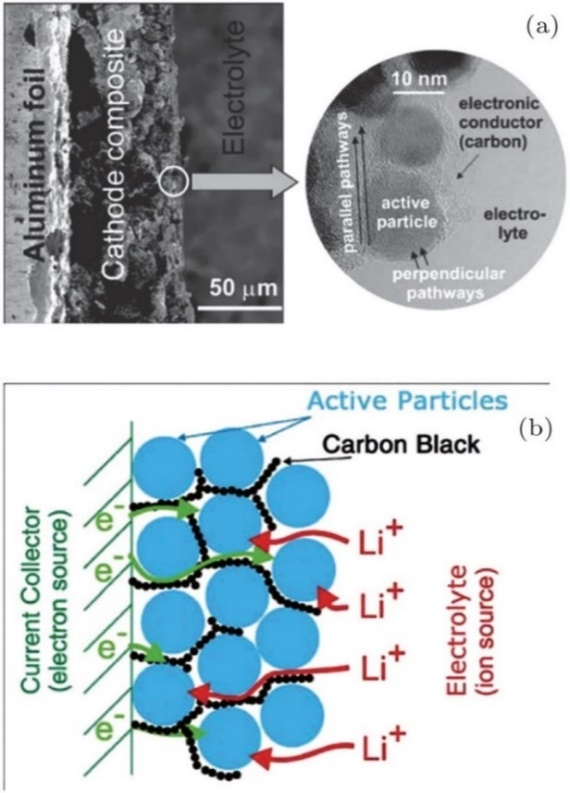 (a)
Aluminum foil
Cathode composite
Electrolyte
50 μm
10 nm
electronic
conductor
(carbon)
parallel pathways
active
particle
electro-
lyte
perpendicular
pathways
Active Particles
(b)
Carbon Black
Current Collector
(electron source)
e-
e-
e-
e-
Li+
Li+
Li+
Li+
Electrolyte
(ion source)